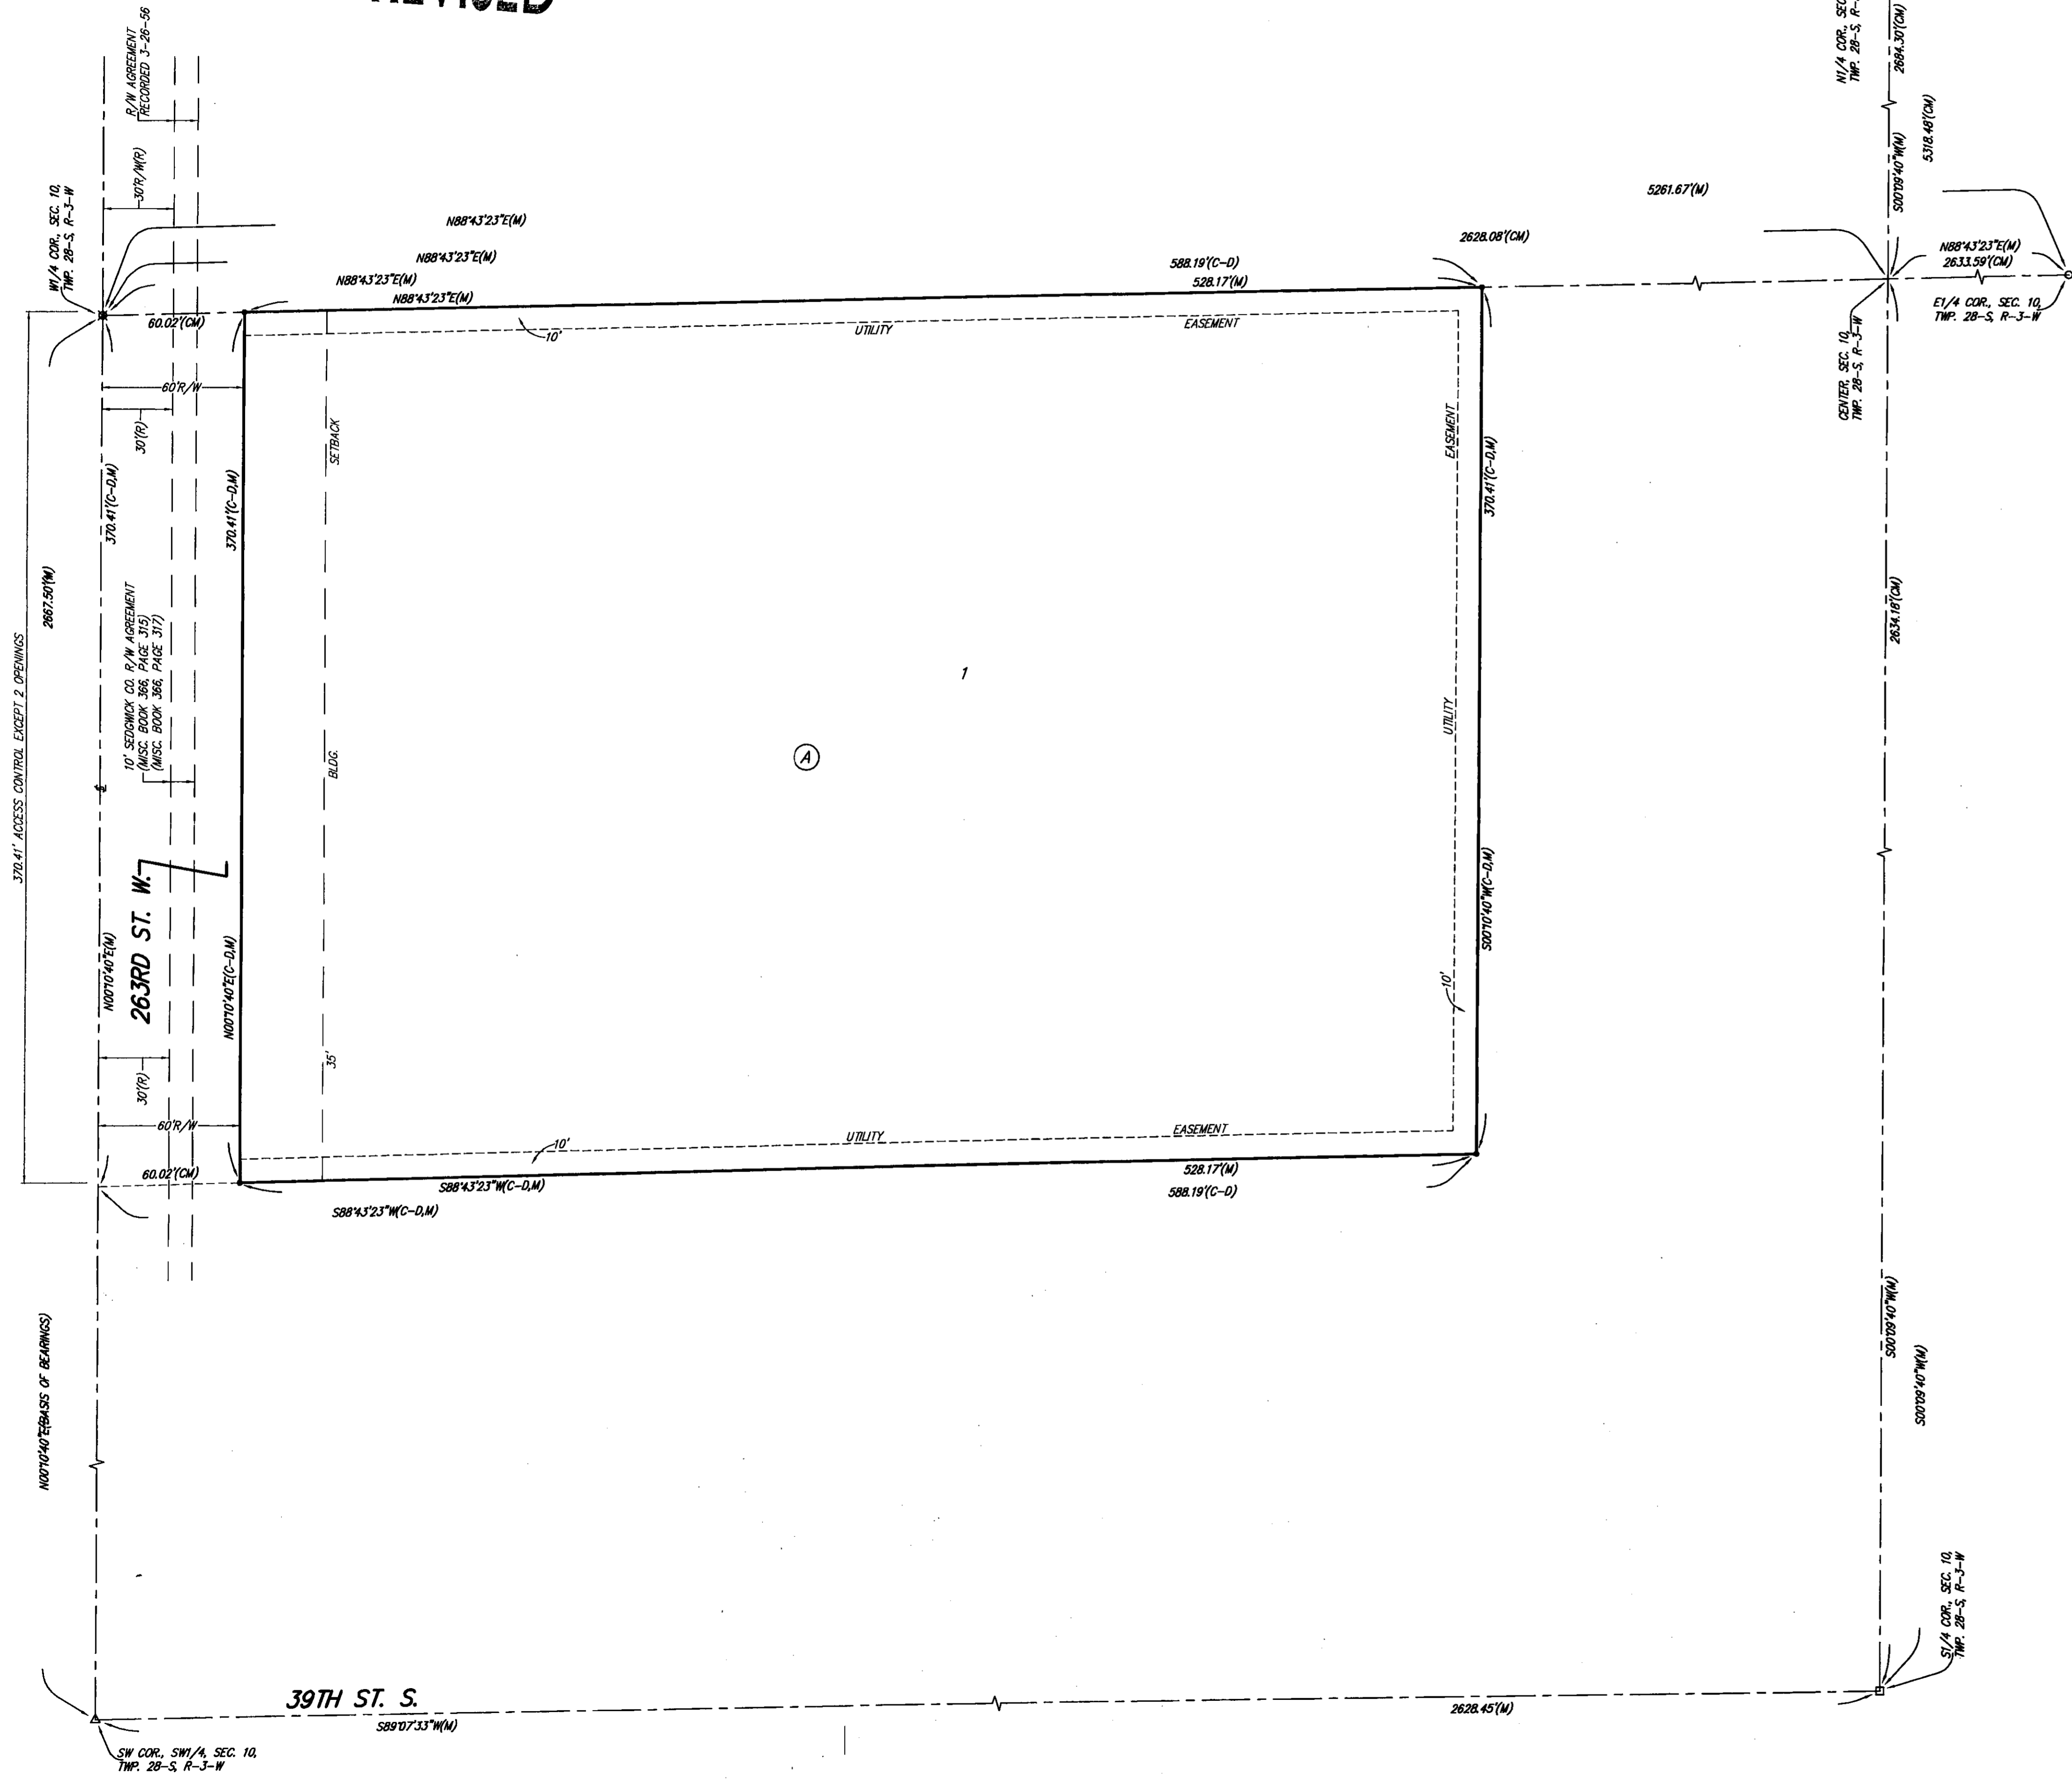 REVISED
R/W AGREEMENT
RECORDED 3-26-56
30'R/W(R)
W1/4 COR., SEC. 10,
TWP. 28-S, R-3-W
N88°43'23"E(M)
N88°43'23"E(M)
N88°43'23"E(M)
N88°43'23"E(M)
60.02'(CM)
588.19'(C-D)
528.17'(M)
2628.08'(CM)
5261.67'(M)
2684.30'(CM)
5318.48'(CM)
S00°09'40"W(M)
N88°43'23"E(M)
2633.59'(CM)
E1/4 COR., SEC. 10,
TWP. 28-S, R-3-W
CENTER, SEC. 10,
TWP. 28-S, R-3-W
10'
UTILITY
EASEMENT
60'R/W
30'(R)
SETBACK
EASEMENT
370.41'(C-D,M)
370.41'(C-D,M)
370.41'(C-D,M)
2667.50'(M)
370.41' ACCESS CONTROL EXCEPT 2 OPENINGS
10' SEDGWICK CO. R/W AGREEMENT
(MISC. BOOK 366, PAGE 315)
(MISC. BOOK 366, PAGE 317)
2634.18'(CM)
1
UTILITY
BLDG.
A
263RD ST. W.
N00°10'40"E(M)
N00°10'40"E(C-D,M)
S00°10'40"W(C-D,M)
10'
30'(R)
35'
60'R/W
10'
UTILITY
EASEMENT
60.02'(CM)
S88°43'23"W(C-D,M)
528.17'(M)
588.19'(C-D)
S88°43'23"W(C-D,M)
N00°10'40"E(BASIS OF BEARINGS)
S00°09'40"W(M)
S00°09'40"W(M)
S1/4 COR., SEC. 10,
TWP. 28-S, R-3-W
39TH ST. S.
S89°07'33"W(M)
2628.45'(M)
SW COR., SW1/4, SEC. 10,
TWP. 28-S, R-3-W
N1/4 COR., SEC
TWP. 28-S, R-